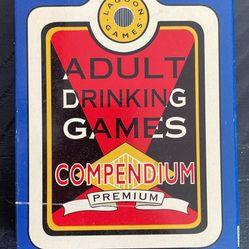 LAGOON
GAMES
ADULT
DRINKING
GAMES
COMPENDIUM
PREMIUM